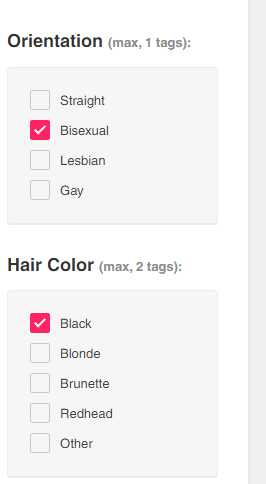 Orientation (max, 1 tags):
Straight
Bisexual
Lesbian
Gay
Hair Color (max, 2 tags):
Black
Blonde
Brunette
Redhead
Other